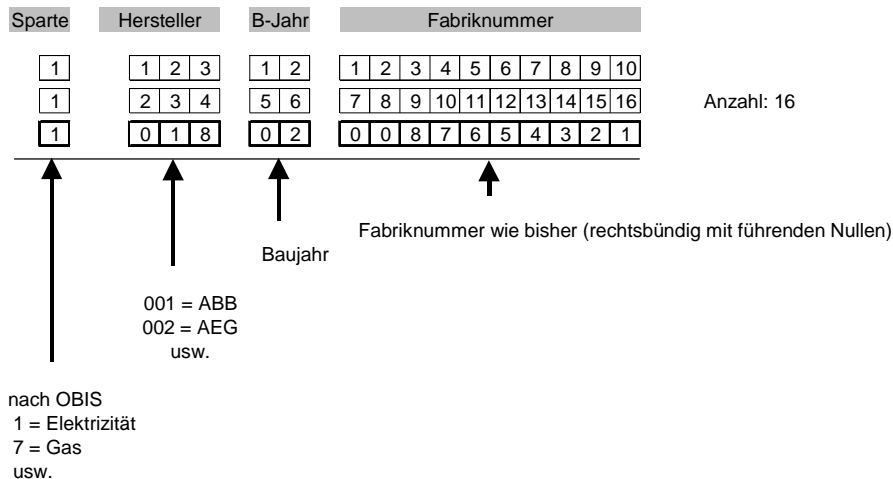 Sparte Hersteller B-Jahr Fabriknummer
1 1 2 3 1 2 1 2 3 4 5 6 7 8 9 10
1 2 3 4 5 6 7 8 9 10 11 12 13 14 15 16 Anzahl: 16
1 0 1 8 0 2 0 0 8 7 6 5 4 3 2 1
Fabriknummer wie bisher (rechtsbündig mit führenden Nullen)
Baujahr
001 = ABB
002 = AEG
usw.
nach OBIS
1 = Elektrizität
7 = Gas
usw.